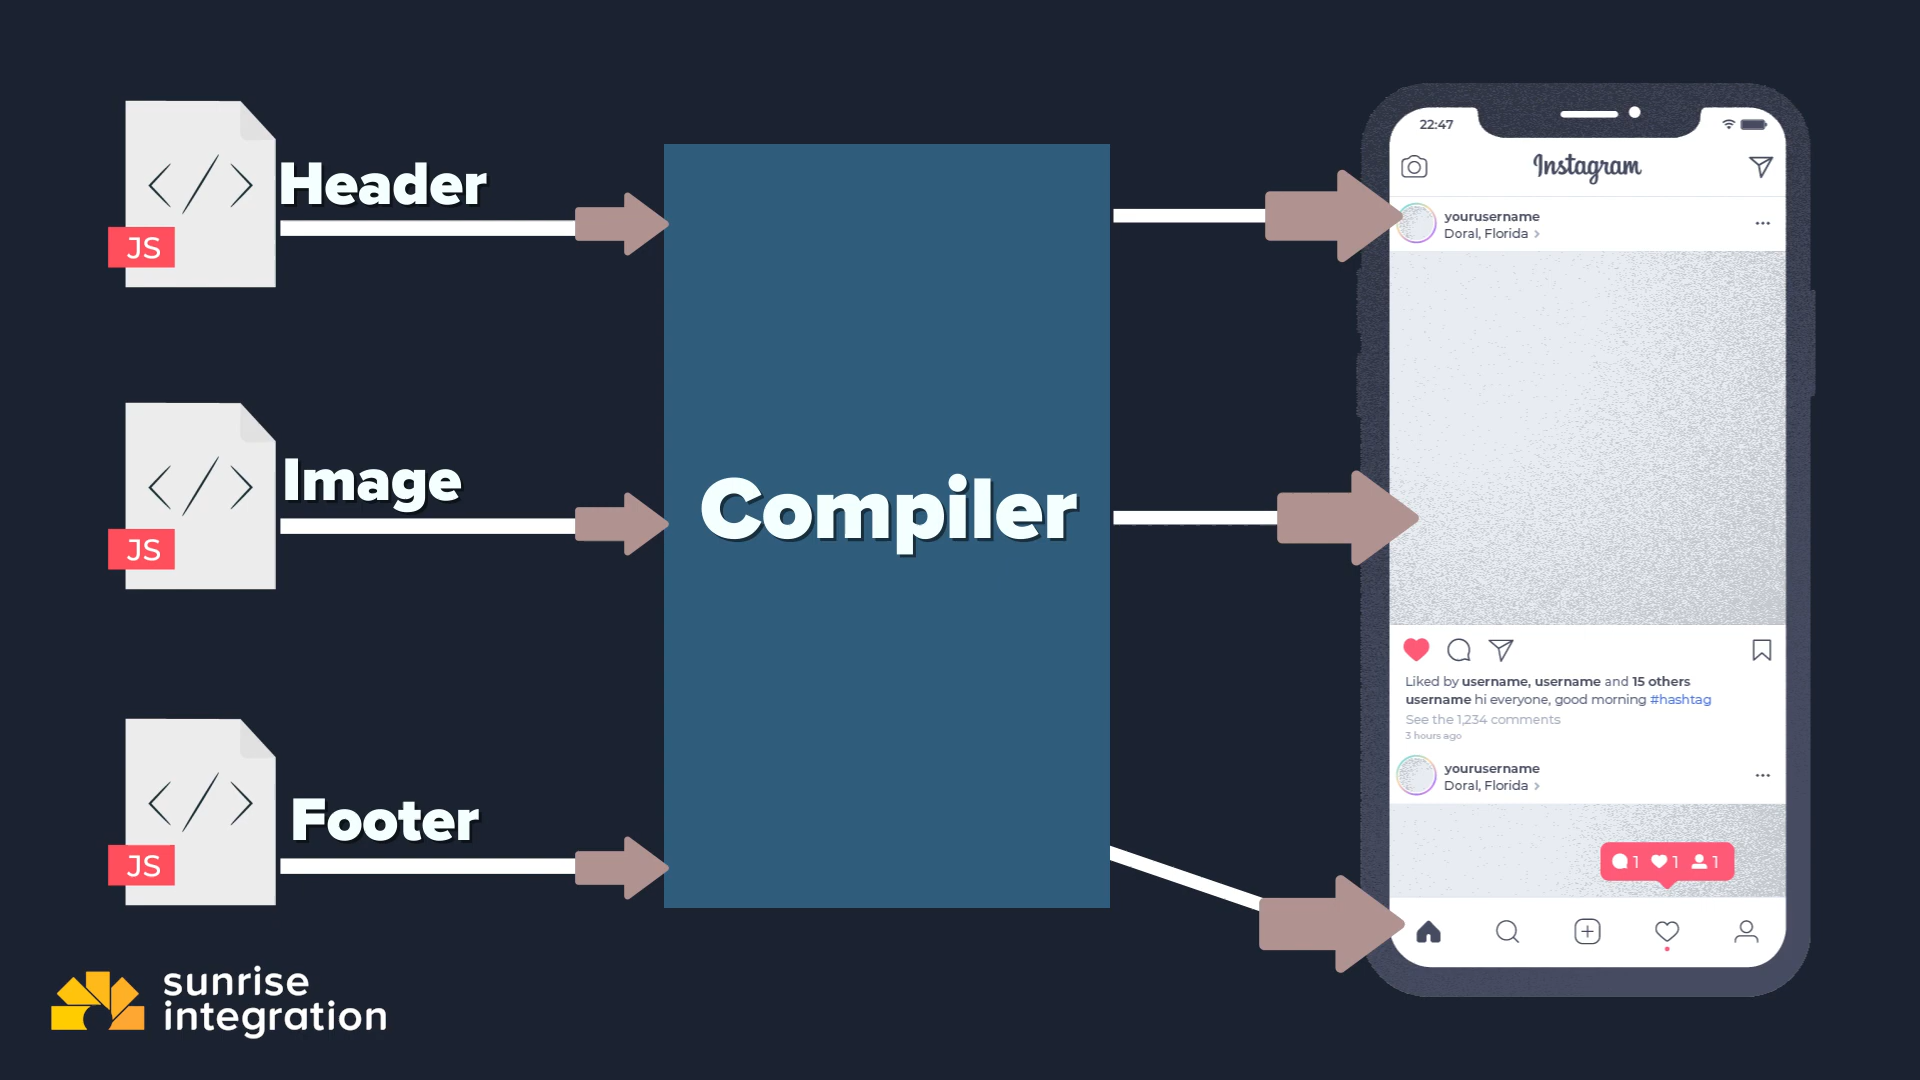 Header
JS
Image
JS
Footer
JS
Compiler
22:47
Instagram
yourusername
Doral, Florida >
Liked by username, username and 15 others
username hi everyone, good morning #hashtag
See the 1,234 comments
3 hours ago
yourusername
Doral, Florida >
1 1 1
sunrise
integration